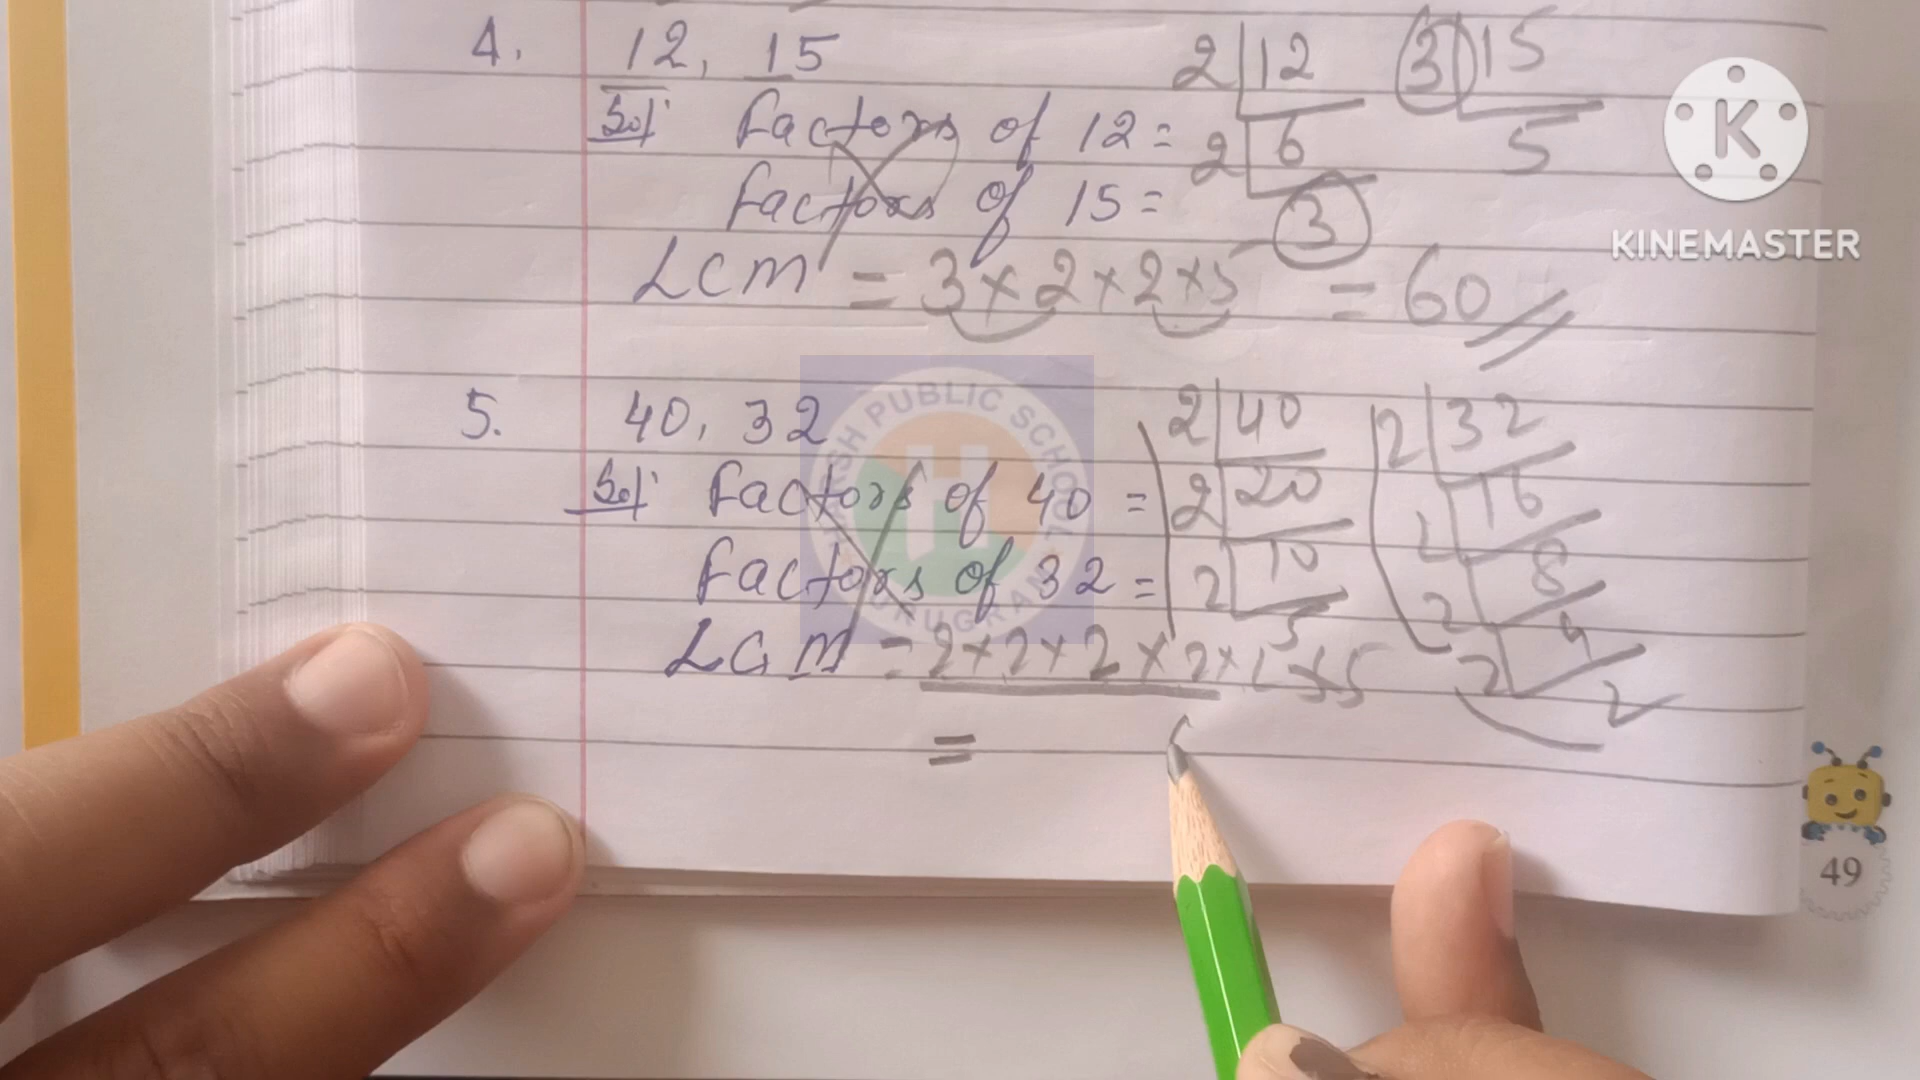 4. 12, 15
Sol: Factors of 12 =
Factors of 15 =
2 12 3 15
2 6 5
3
LCM = 3 × 2 × 2 × 5 = 60
5. 40, 32
Sol: Factors of 40 =
Factors of 32 =
2 40 2 32
2 20 16
2 10 2 8
5 2 4
2
LCM = 2 × 2 × 2 × 2 × 2 × 5
=
KINEMASTER
49